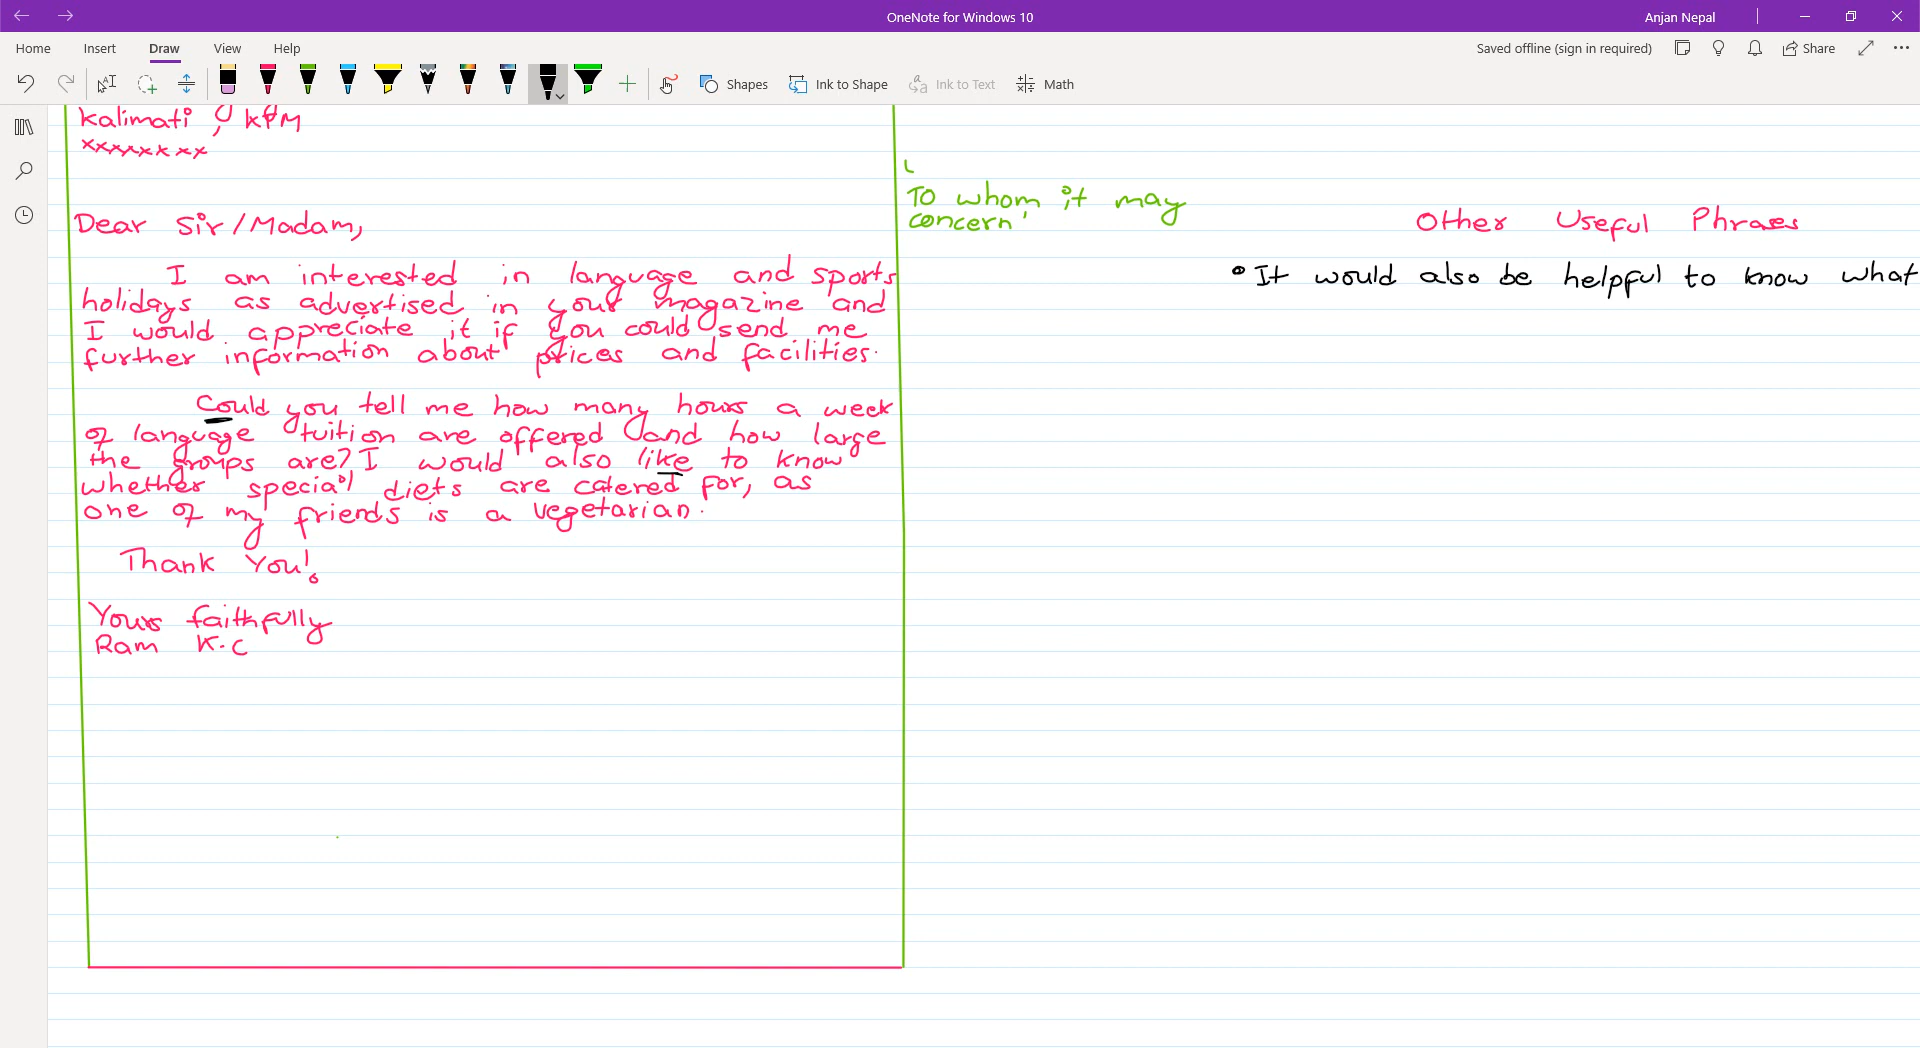 OneNote for Windows 10
Anjan Nepal
Home Insert Draw View Help
Saved offline (sign in required)
Share
Shapes
Ink to Shape
Ink to Text
Math
Kalimati, KTM
xxxxxxxx
Dear Sir/Madam,
I am interested in language and sports
holidays as advertised in your magazine and
I would appreciate it if you could send me
further information about prices and facilities.
Could you tell me how many hours a week
of language tuition are offered and how large
the groups are? I would also like to know
whether special diets are catered for, as
one of my friends is a vegetarian.
Thank You!
Yours faithfully
Ram K.C
To whom it may
concern,
Other Useful Phrases
• It would also be helpful to know what